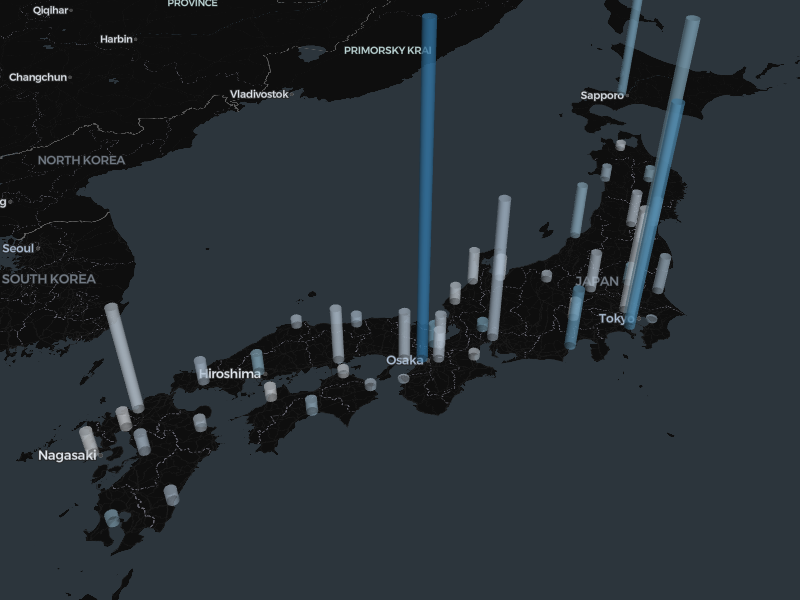 PROVINCE
Qiqihar
Harbin
PRIMORSKY KRAI
Changchun
Vladivostok
Sapporo
NORTH KOREA
g
Seoul
SOUTH KOREA
JAPAN
Tokyo
Osaka
Hiroshima
Nagasaki